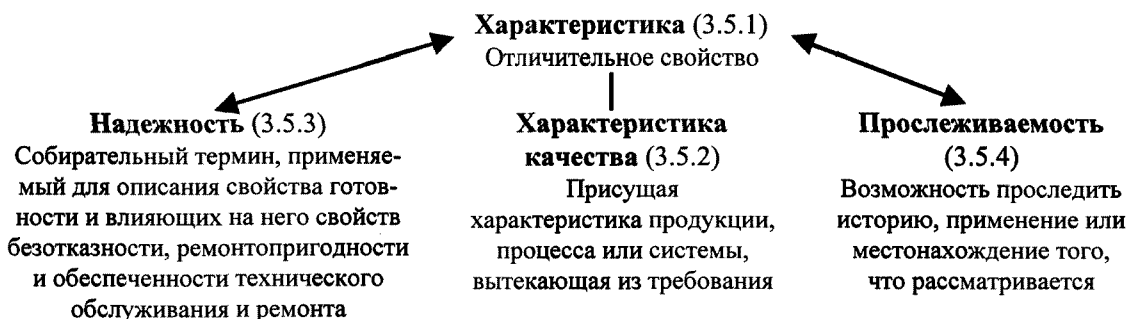 Характеристика (3.5.1)
Отличительное свойство
Надежность (3.5.3)
Собирательный термин, применяе-
мый для описания свойства готов-
ности и влияющих на него свойств
безотказности, ремонтопригодности
и обеспеченности технического
обслуживания и ремонта
Характеристика
качества (3.5.2)
Присущая
характеристика продукции,
процесса или системы,
вытекающая из требования
Прослеживаемость
(3.5.4)
Возможность проследить
историю, применение или
местонахождение того,
что рассматривается